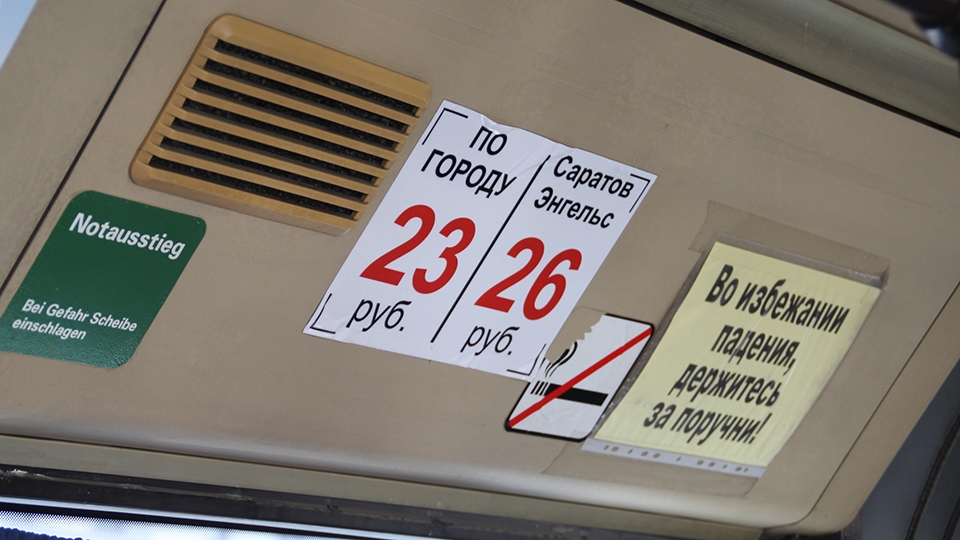 Notausstieg
Bei Gefahr Scheibe
einschlagen
ПО
ГОРОДУ
23
руб.
Саратов
Энгельс
26
руб.
Во избежании
падения,
держитесь
за поручни!